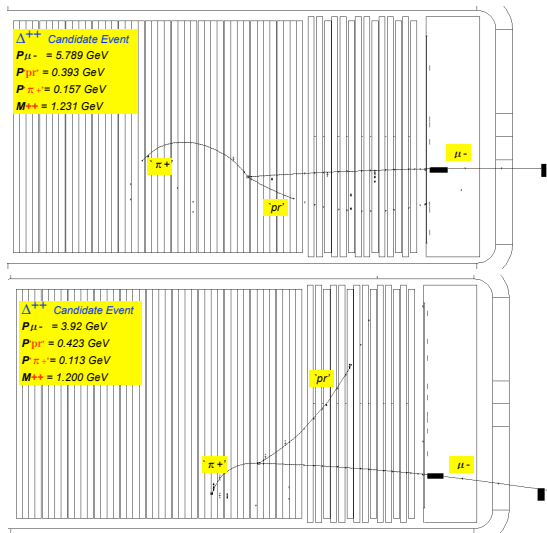 Δ++ Candidate Event
Pμ- = 5.789 GeV
P'pr' = 0.393 GeV
P'π+' = 0.157 GeV
M++ = 1.231 GeV
μ-
`π+'
`pr'
Δ++ Candidate Event
Pμ- = 3.92 GeV
P'pr' = 0.423 GeV
P'π+' = 0.113 GeV
M++ = 1.200 GeV
`pr'
`π+'
μ-